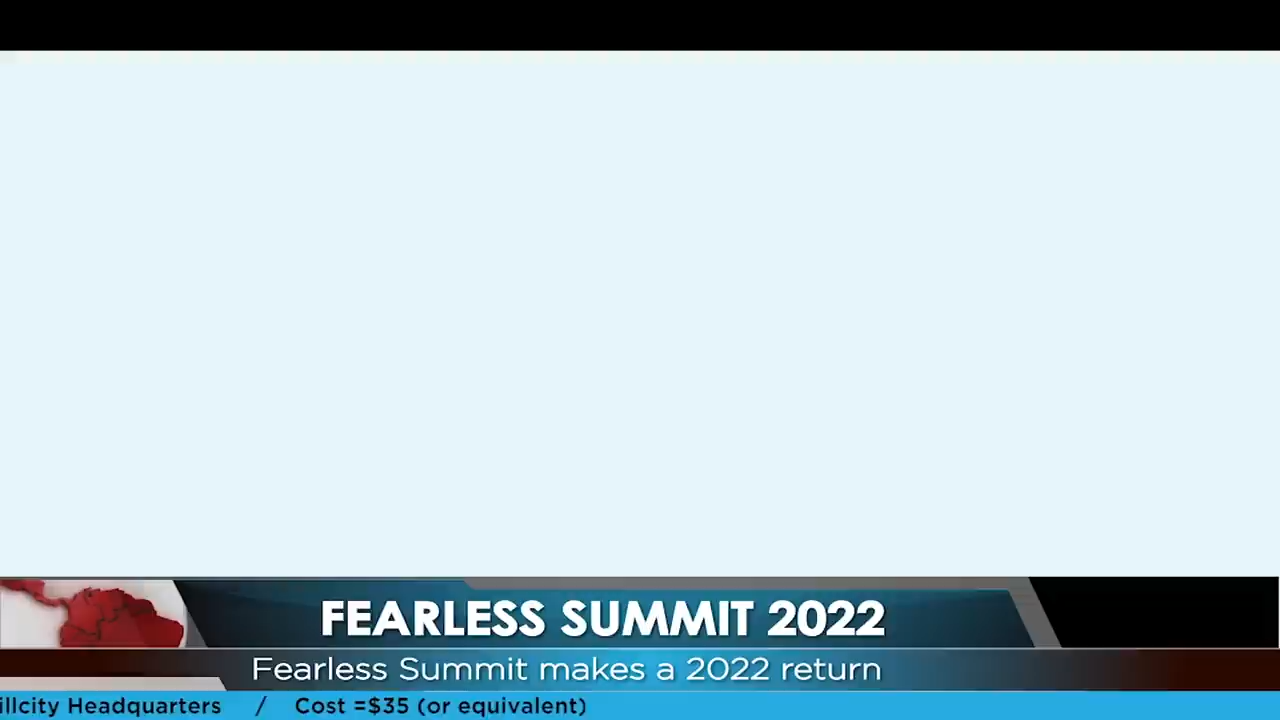 FEARLESS SUMMIT 2022
Fearless Summit makes a 2022 return
illcity Headquarters / Cost =$35 (or equivalent)